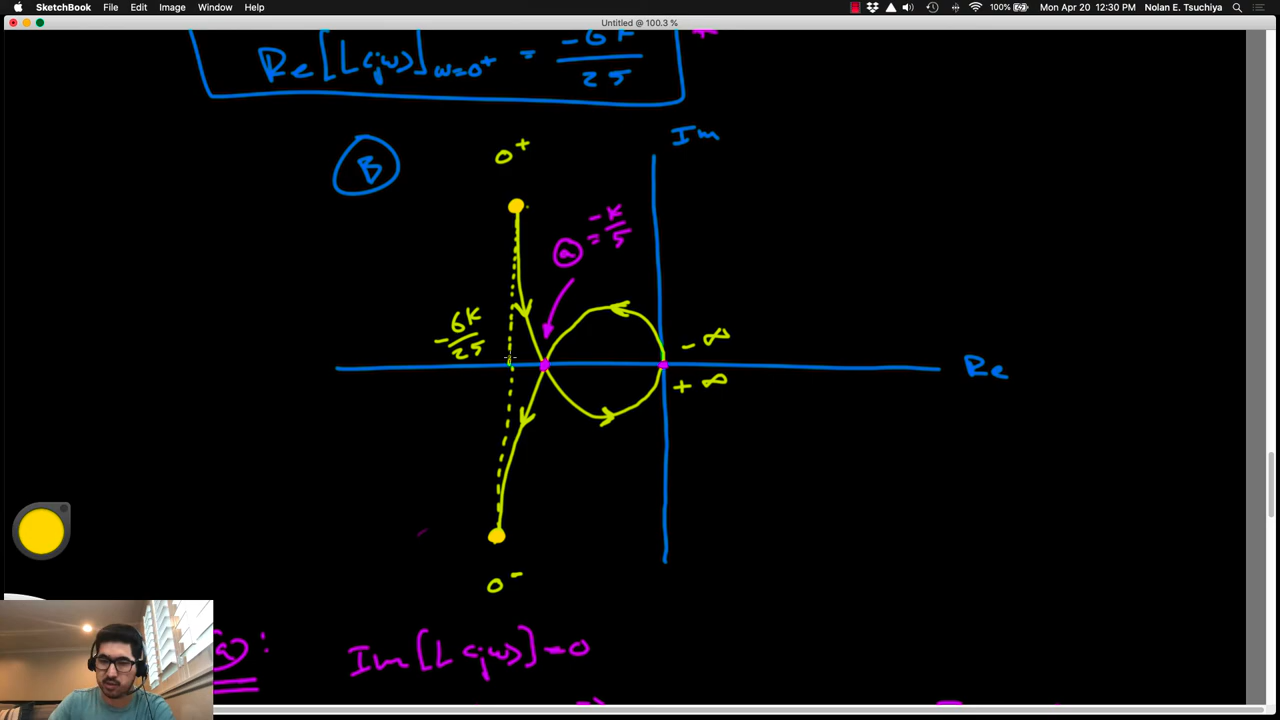 SketchBook File Edit Image Window Help 100% Mon Apr 20 12:30 PM Nolan E. Tsuchiya
Untitled @ 100.3 %
Re[L(jω)]ω=0⁺ = -6K/25
Im
B
0⁺
ⓐ = -K/5
-6K/25
-∞
+∞
Re
0⁻
Im[L(jω)]=0